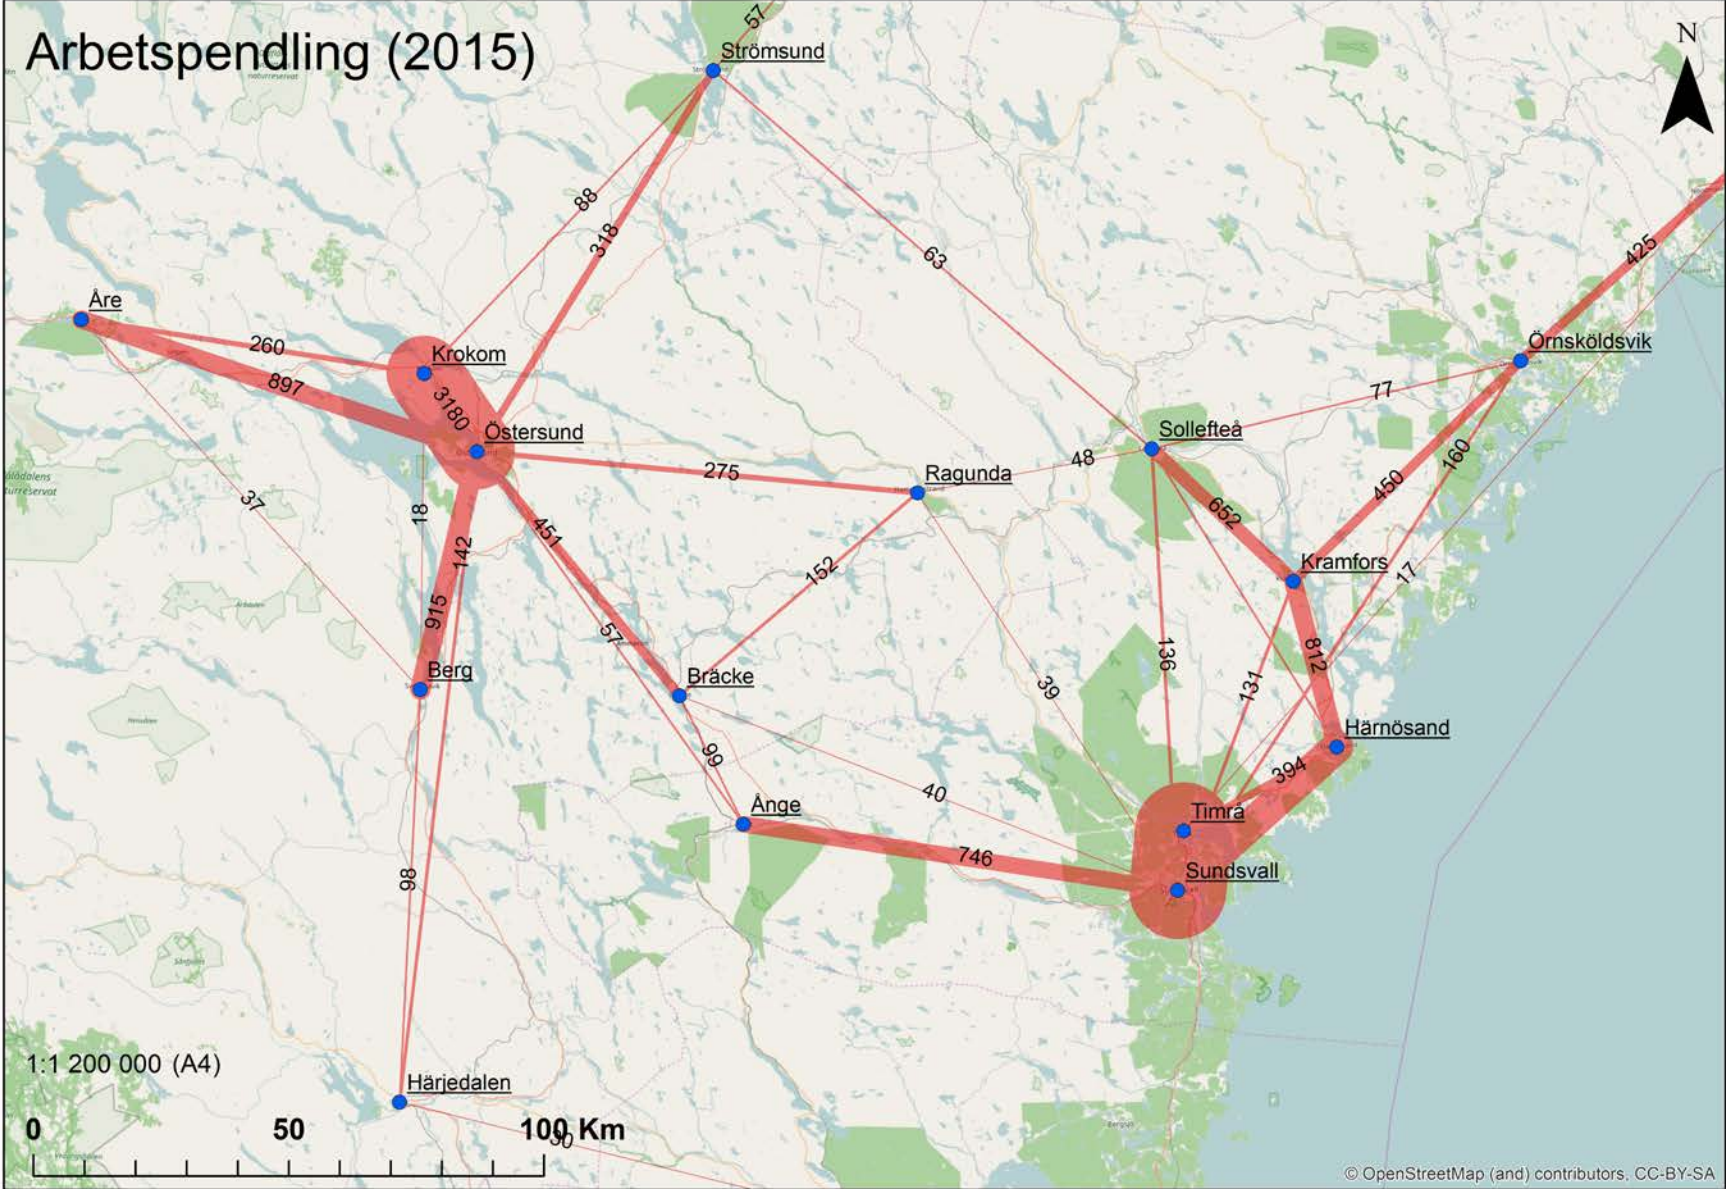 57
Arbetspendling (2015)
Strömsund
N
naturreservat
88
318
63
425
Åre
260
Krokom
Örnsköldsvik
897
3180
77
Östersund
Sollefteå
160
275
Ragunda
48
450
naturreservat
37
18
451
652
142
152
Kramfors
17
915
57
136
812
Berg
Bräcke
39
131
Härnösand
99
394
40
Ånge
Timrå
746
Sundsvall
98
1:1 200 000 (A4)
Härjedalen
0 50 100 Km
30
© OpenStreetMap (and) contributors, CC-BY-SA